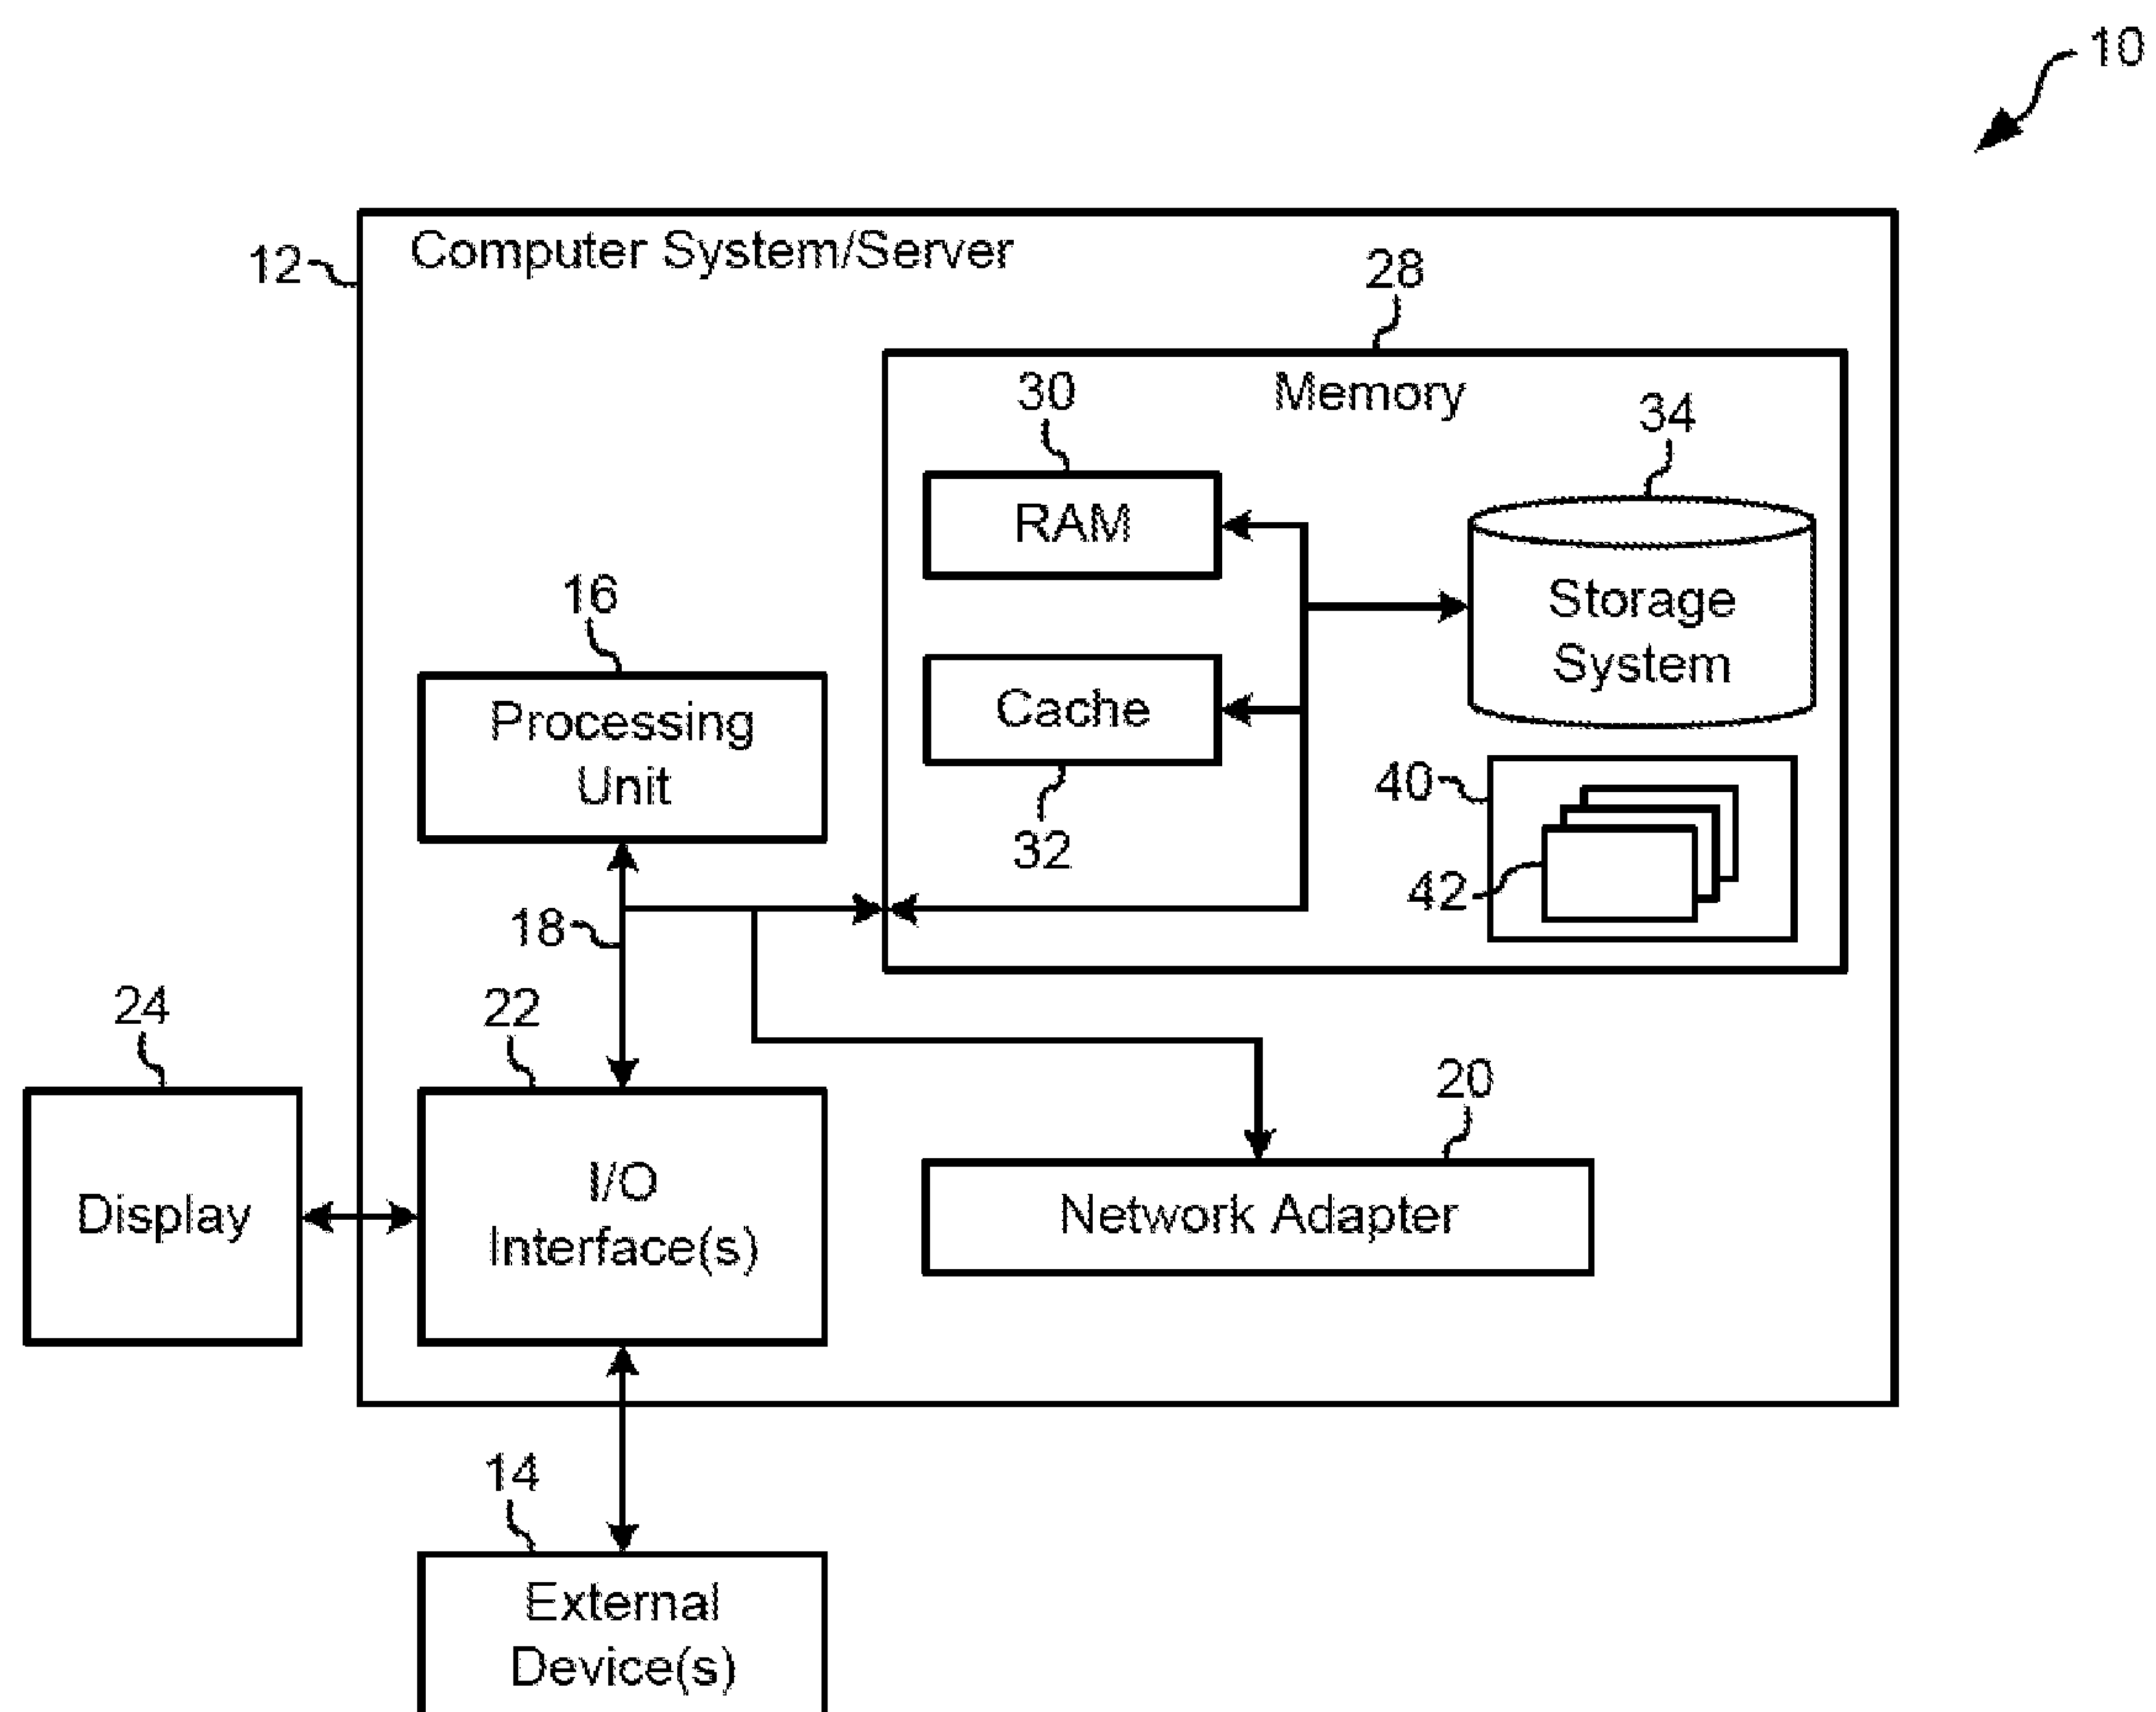 10
12
Computer System/Server
28
Memory
30
34
RAM
Storage
System
16
Processing
Unit
Cache
32
40
42
18
24
22
20
Display
I/O
Interface(s)
Network Adapter
14
External
Device(s)